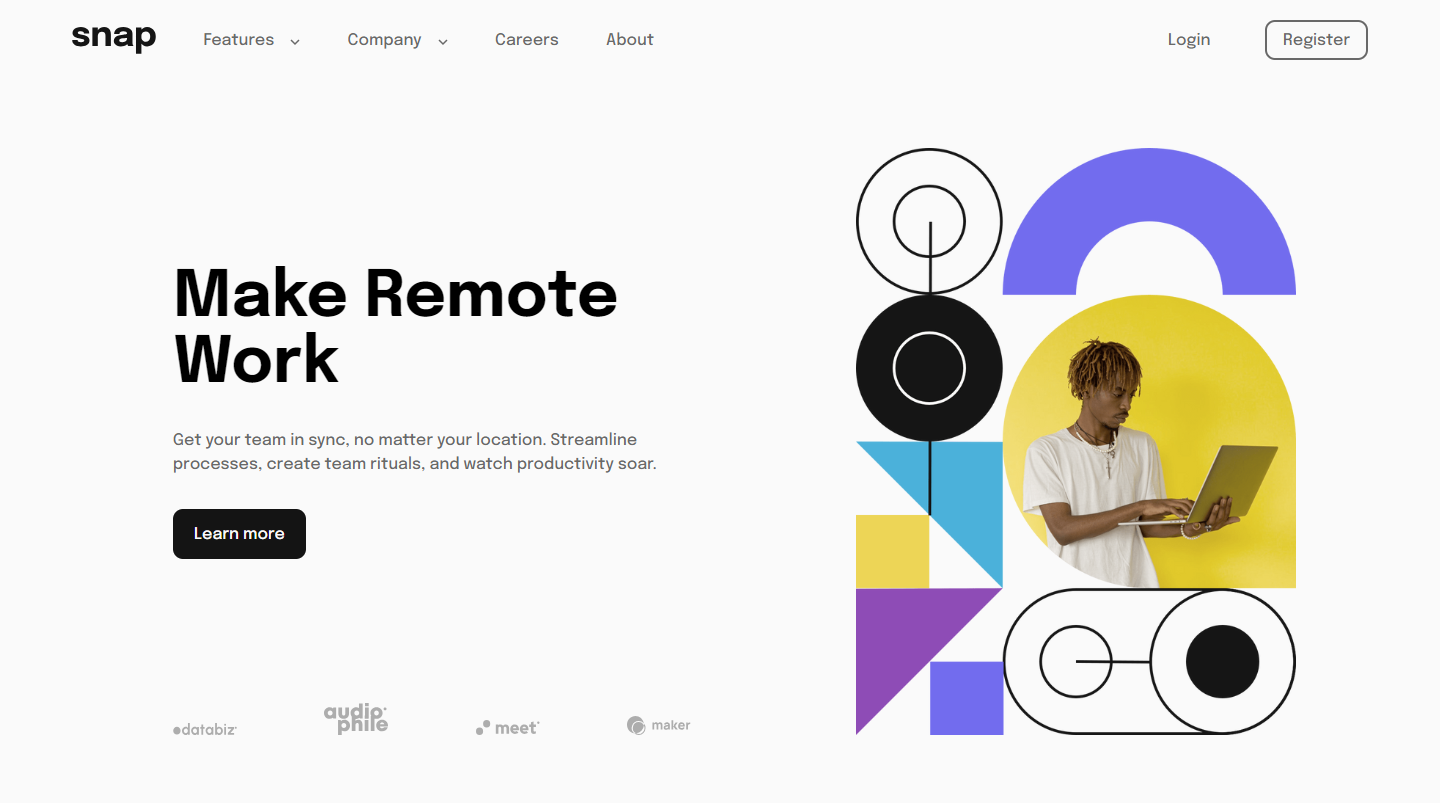 snap Features Company Careers About Login Register
Make Remote
Work
Get your team in sync, no matter your location. Streamline
processes, create team rituals, and watch productivity soar.
Learn more
databiz audiophile meet maker